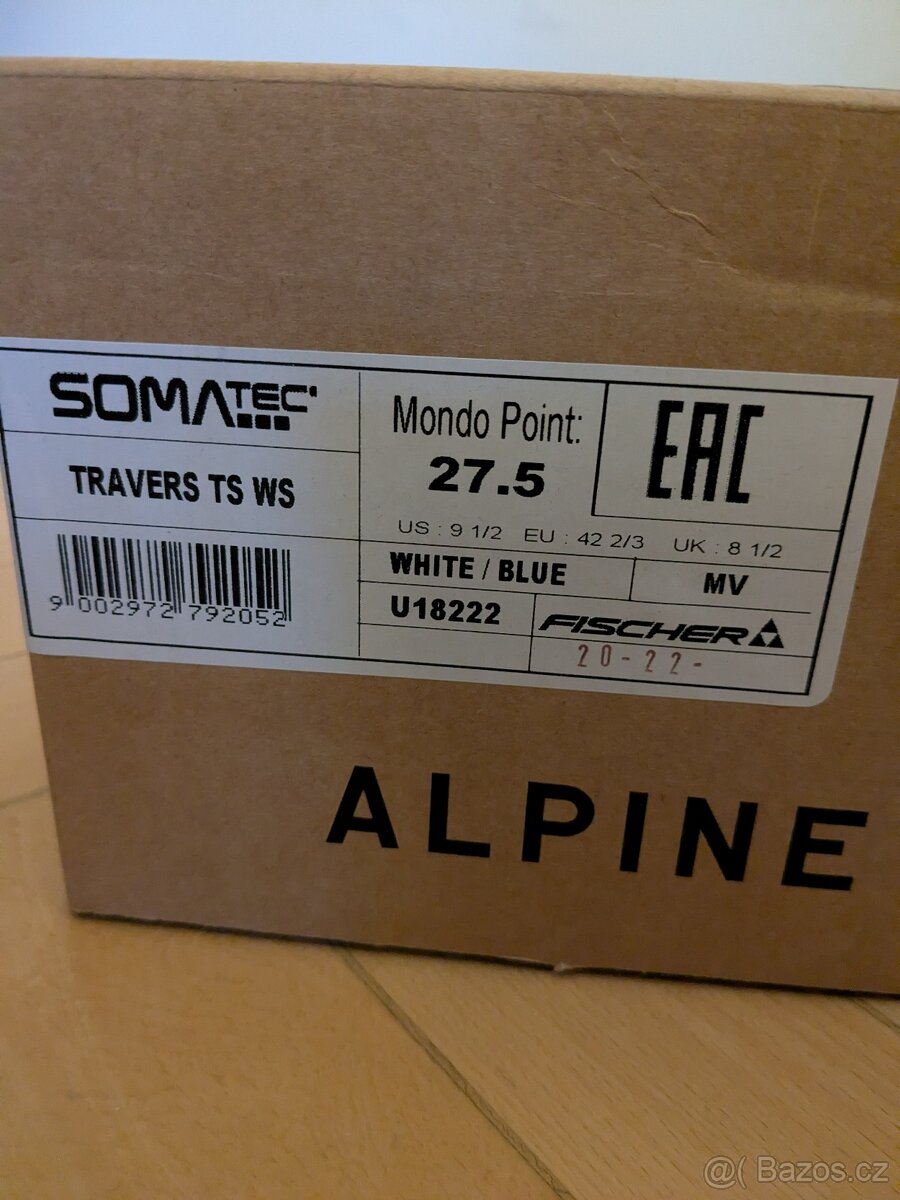 SOMATEC
TRAVERS TS WS
9 002972 792052
Mondo Point:
27.5
EAC
US : 9 1/2 EU : 42 2/3 UK : 8 1/2
WHITE / BLUE
MV
U18222
FISCHER
20-22-
ALPINE
@( Bazos.cz